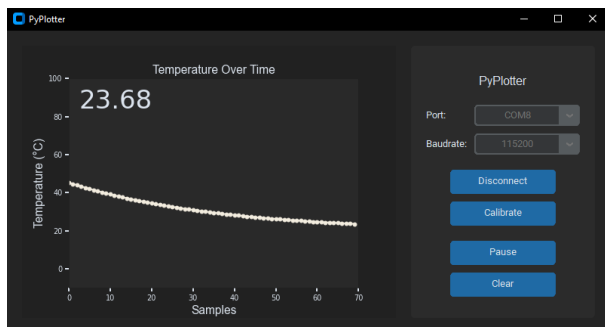 PyPlotter
Temperature Over Time
23.68
100
80
60
40
20
0
Temperature (°C)
0 10 20 30 40 50 60 70
Samples
PyPlotter
Port: COM8
Baudrate: 115200
Disconnect
Calibrate
Pause
Clear